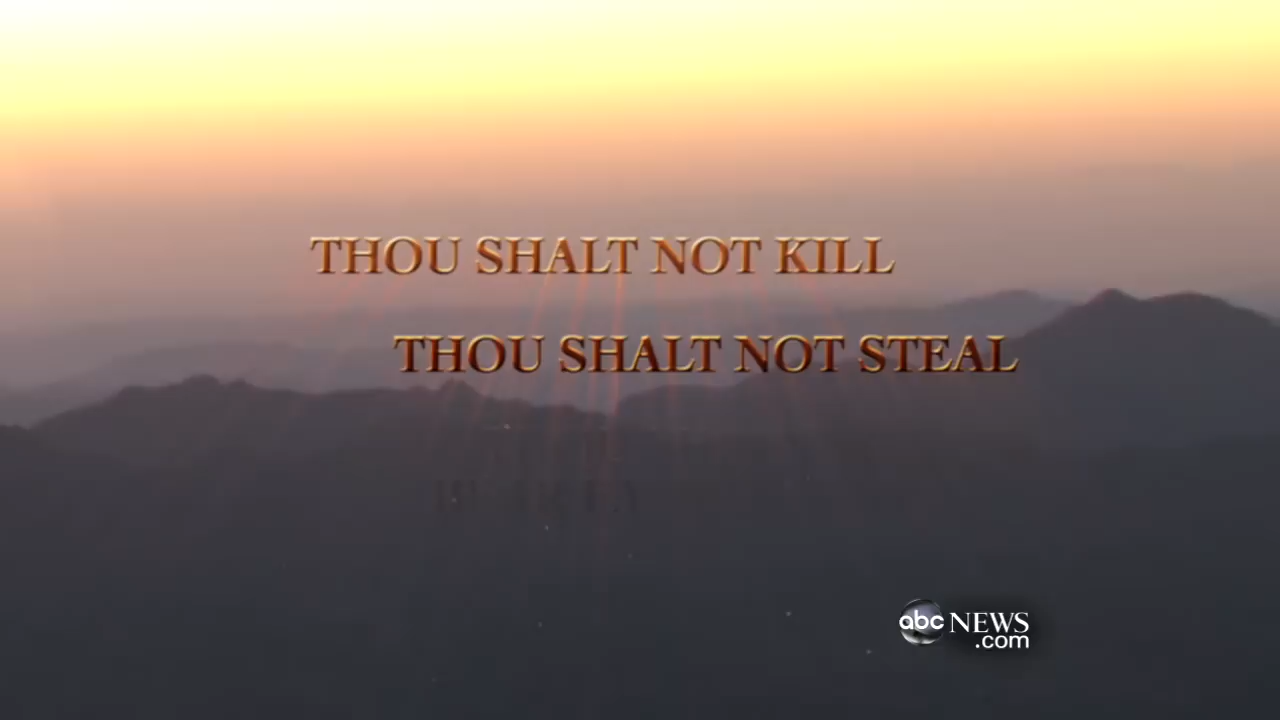 THOU SHALT NOT KILL
THOU SHALT NOT STEAL
abc NEWS
.com